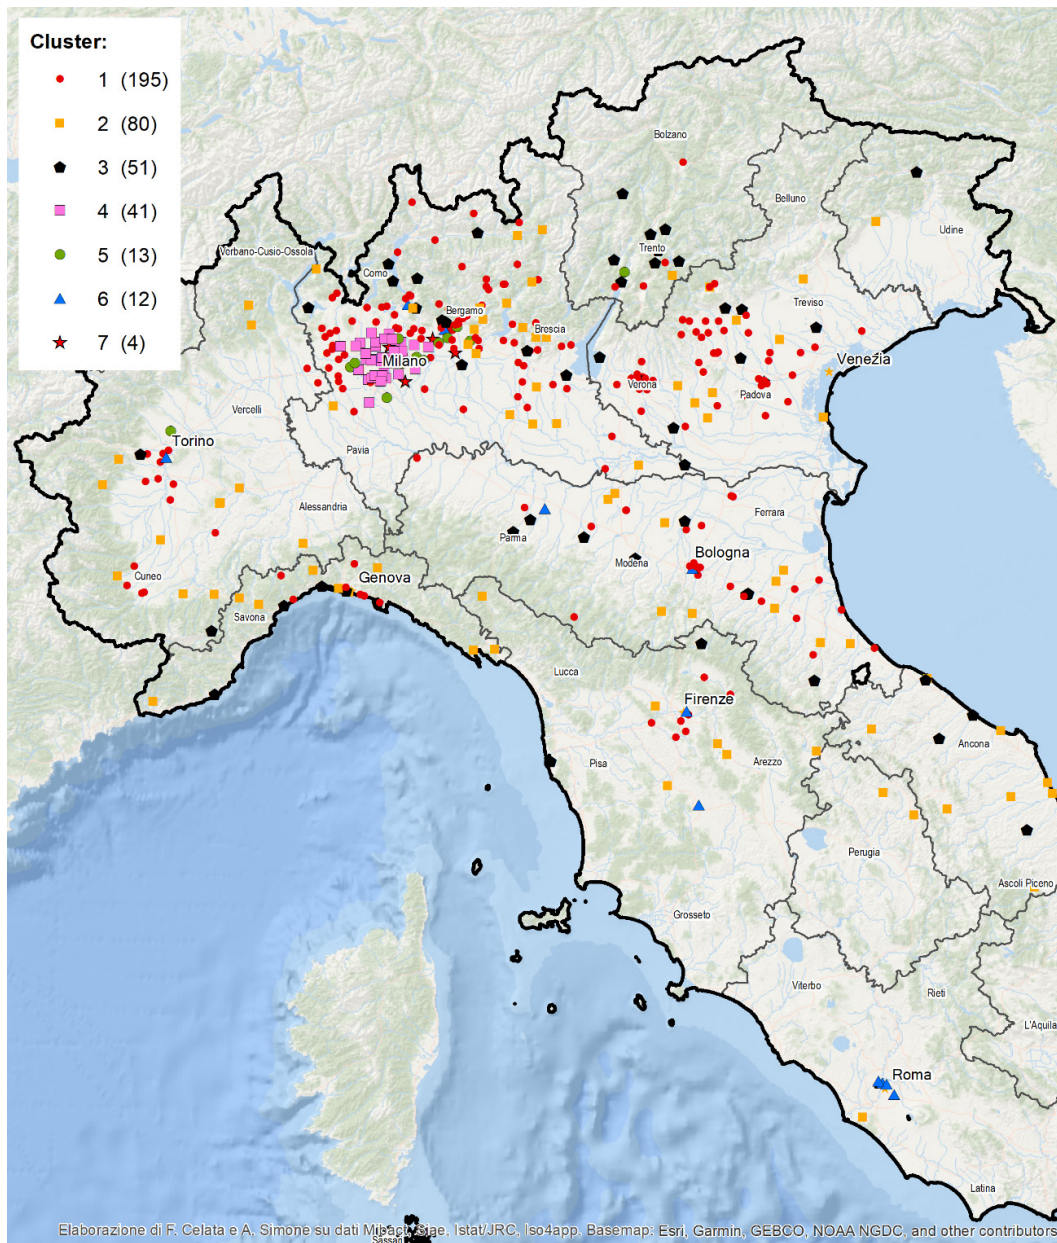 Cluster:
1 (195)
2 (80)
3 (51)
4 (41)
5 (13)
6 (12)
7 (4)
Bolzano
Belluno
Udine
Verbano-Cusio-Ossola
Trento
Como
Treviso
Bergamo
Brescia
Milano
Venezia
Verona
Padova
Vercelli
Torino
Pavia
Alessandria
Ferrara
Parma
Bologna
Modena
Cuneo
Genova
Savona
Lucca
Firenze
Ancona
Pisa
Arezzo
Perugia
Ascoli Piceno
Grosseto
Viterbo
Rieti
L'Aquila
Roma
Latina
Elaborazione di F. Celata e A. Simone su dati Mibact, Siae, Istat/JRC, Iso4app. Basemap: Esri, Garmin, GEBCO, NOAA NGDC, and other contributors
Sassari